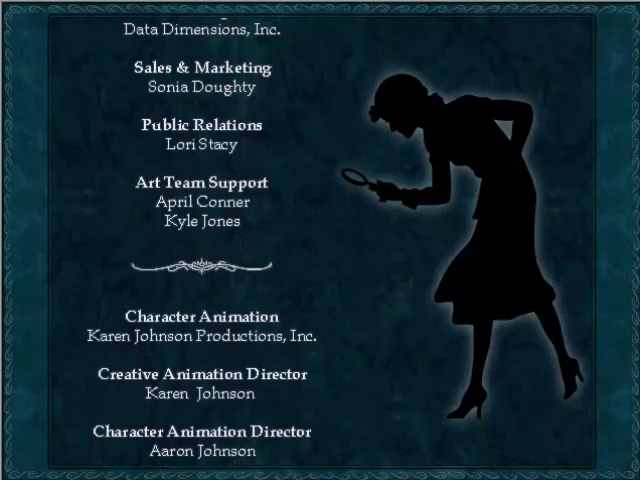 Data Dimensions, Inc.
Sales & Marketing
Sonia Doughty
Public Relations
Lori Stacy
Art Team Support
April Conner
Kyle Jones
Character Animation
Karen Johnson Productions, Inc.
Creative Animation Director
Karen Johnson
Character Animation Director
Aaron Johnson